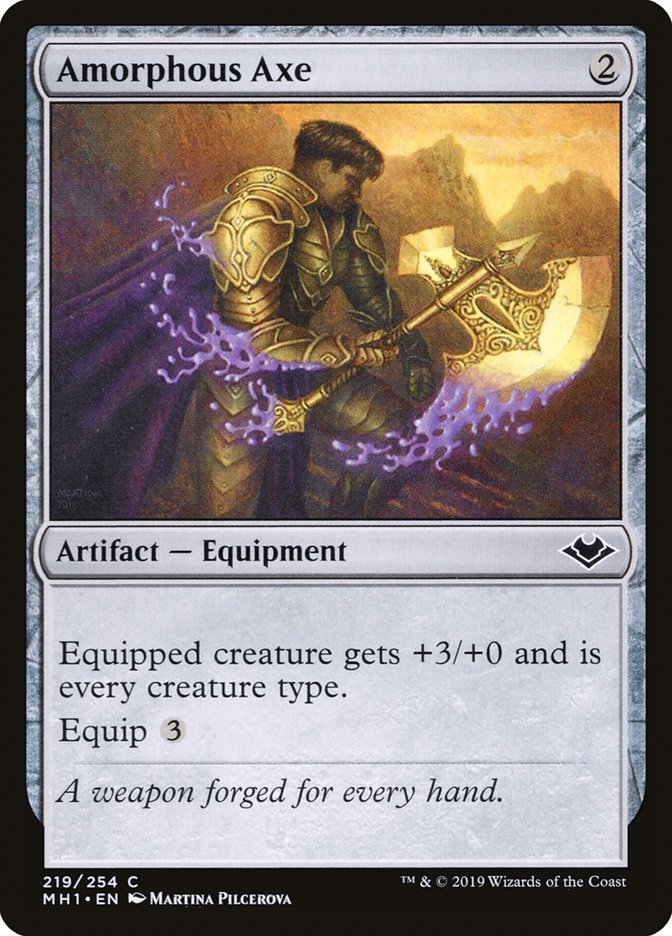 Amorphous Axe 2
MARTINA
Artifact — Equipment
Equipped creature gets +3/+0 and is
every creature type.
Equip 3
A weapon forged for every hand.
219/254 C
™ & © 2019 Wizards of the Coast
MH1 • EN Martina Pilcerova